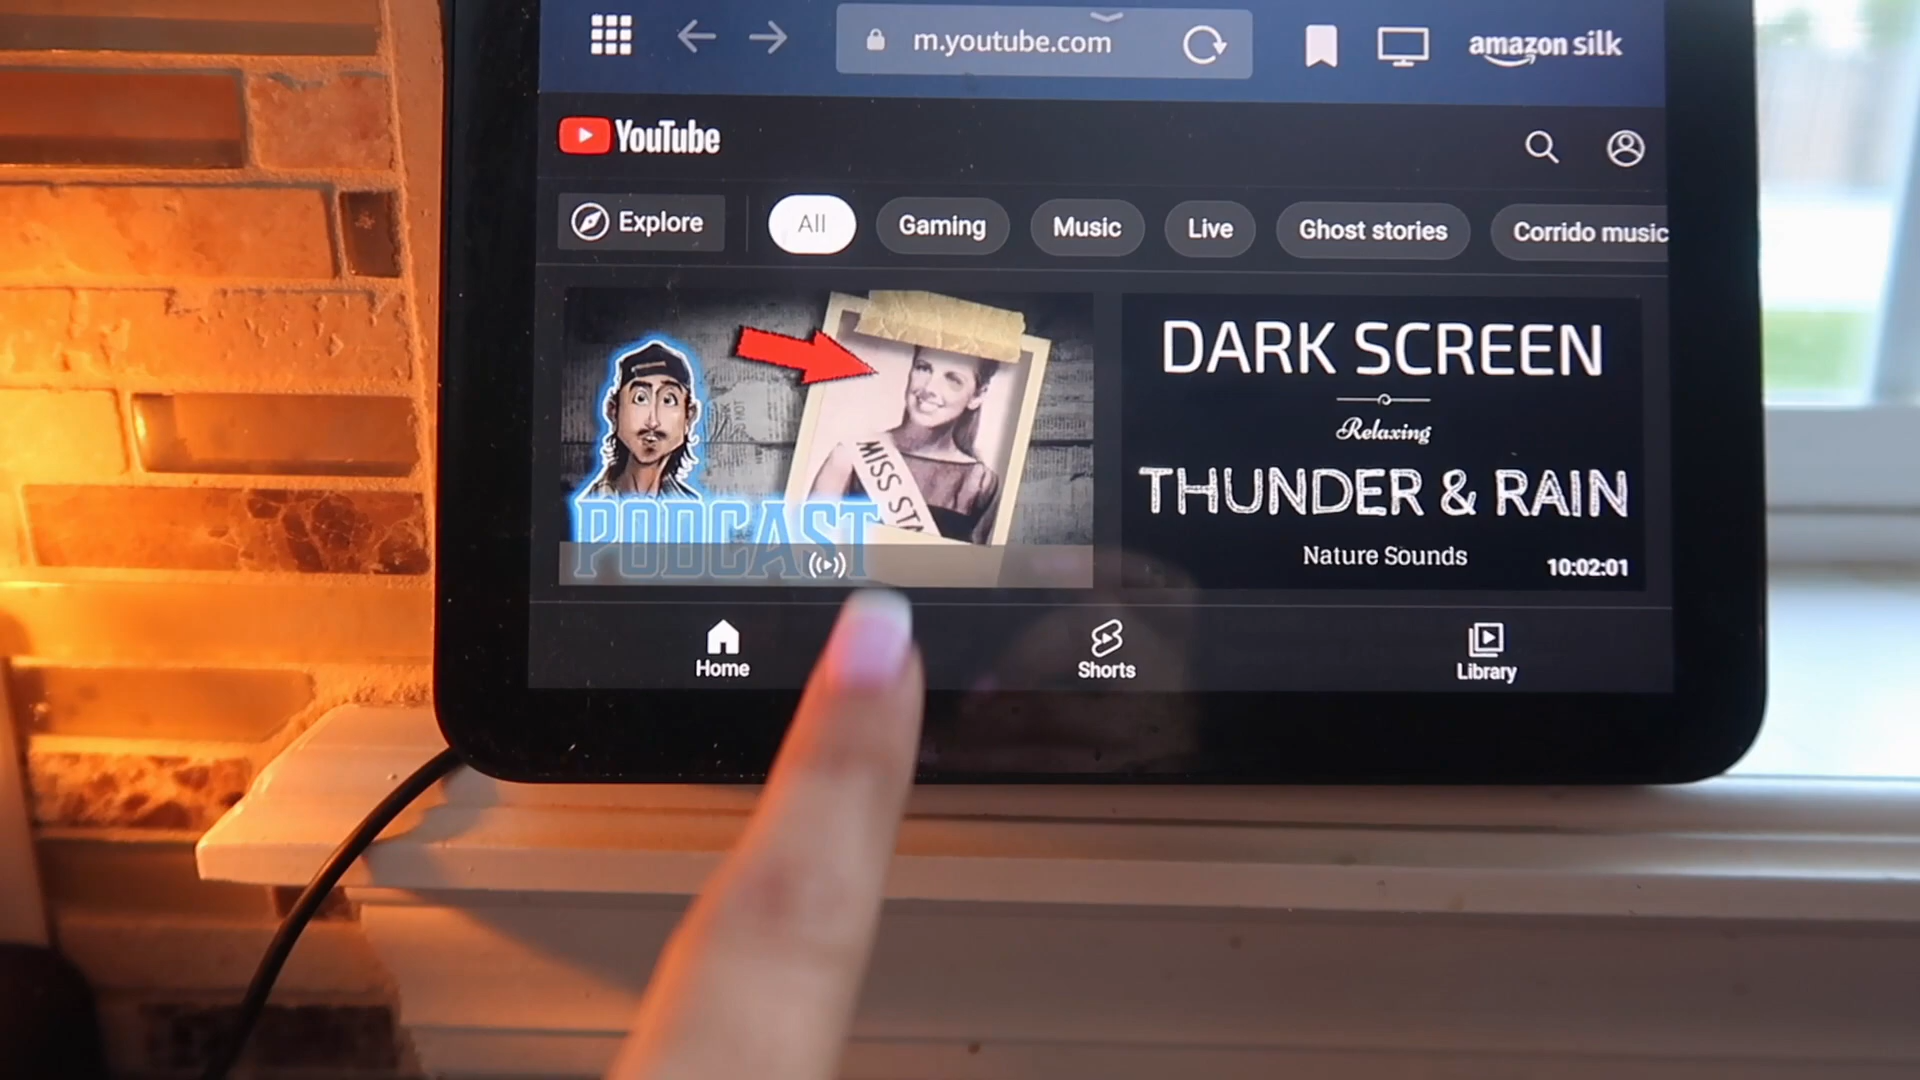 m.youtube.com
amazon silk
YouTube
Explore
All
Gaming
Music
Live
Ghost stories
Corrido music
MISS STA
PODCAST
DARK SCREEN
Relaxing
THUNDER & RAIN
Nature Sounds
10:02:01
Home
Shorts
Library